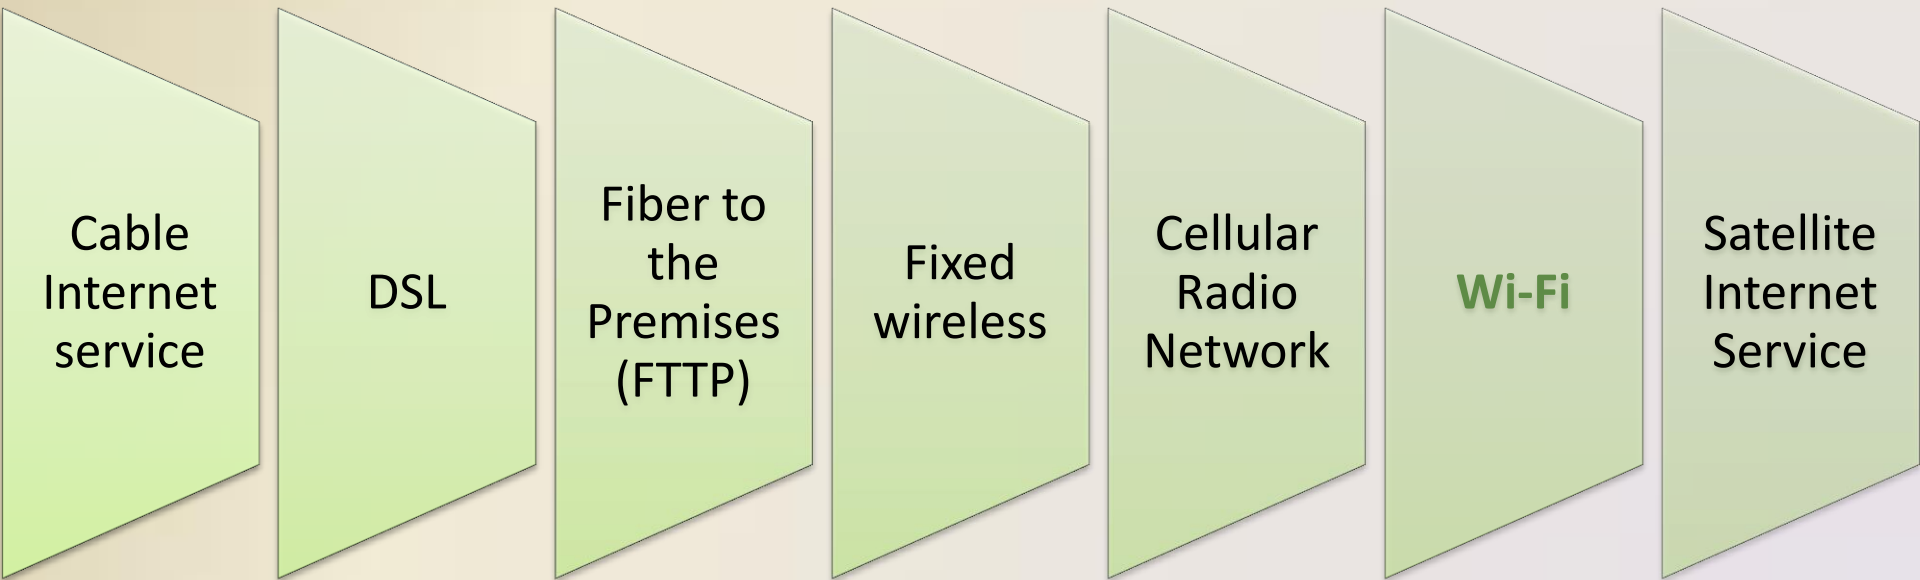 Cable
Internet
service
DSL
Fiber to
the
Premises
(FTTP)
Fixed
wireless
Cellular
Radio
Network
Wi-Fi
Satellite
Internet
Service